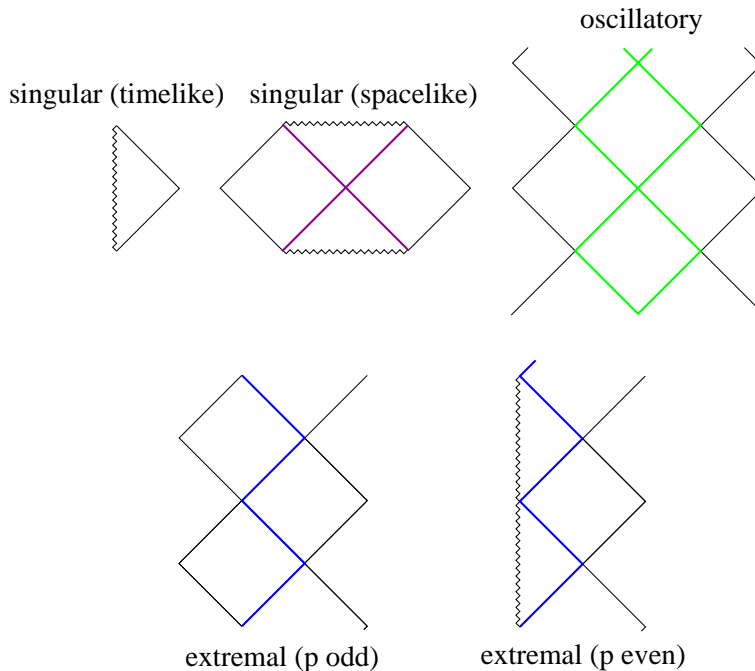 oscillatory
singular (timelike)
singular (spacelike)
extremal (p odd)
extremal (p even)